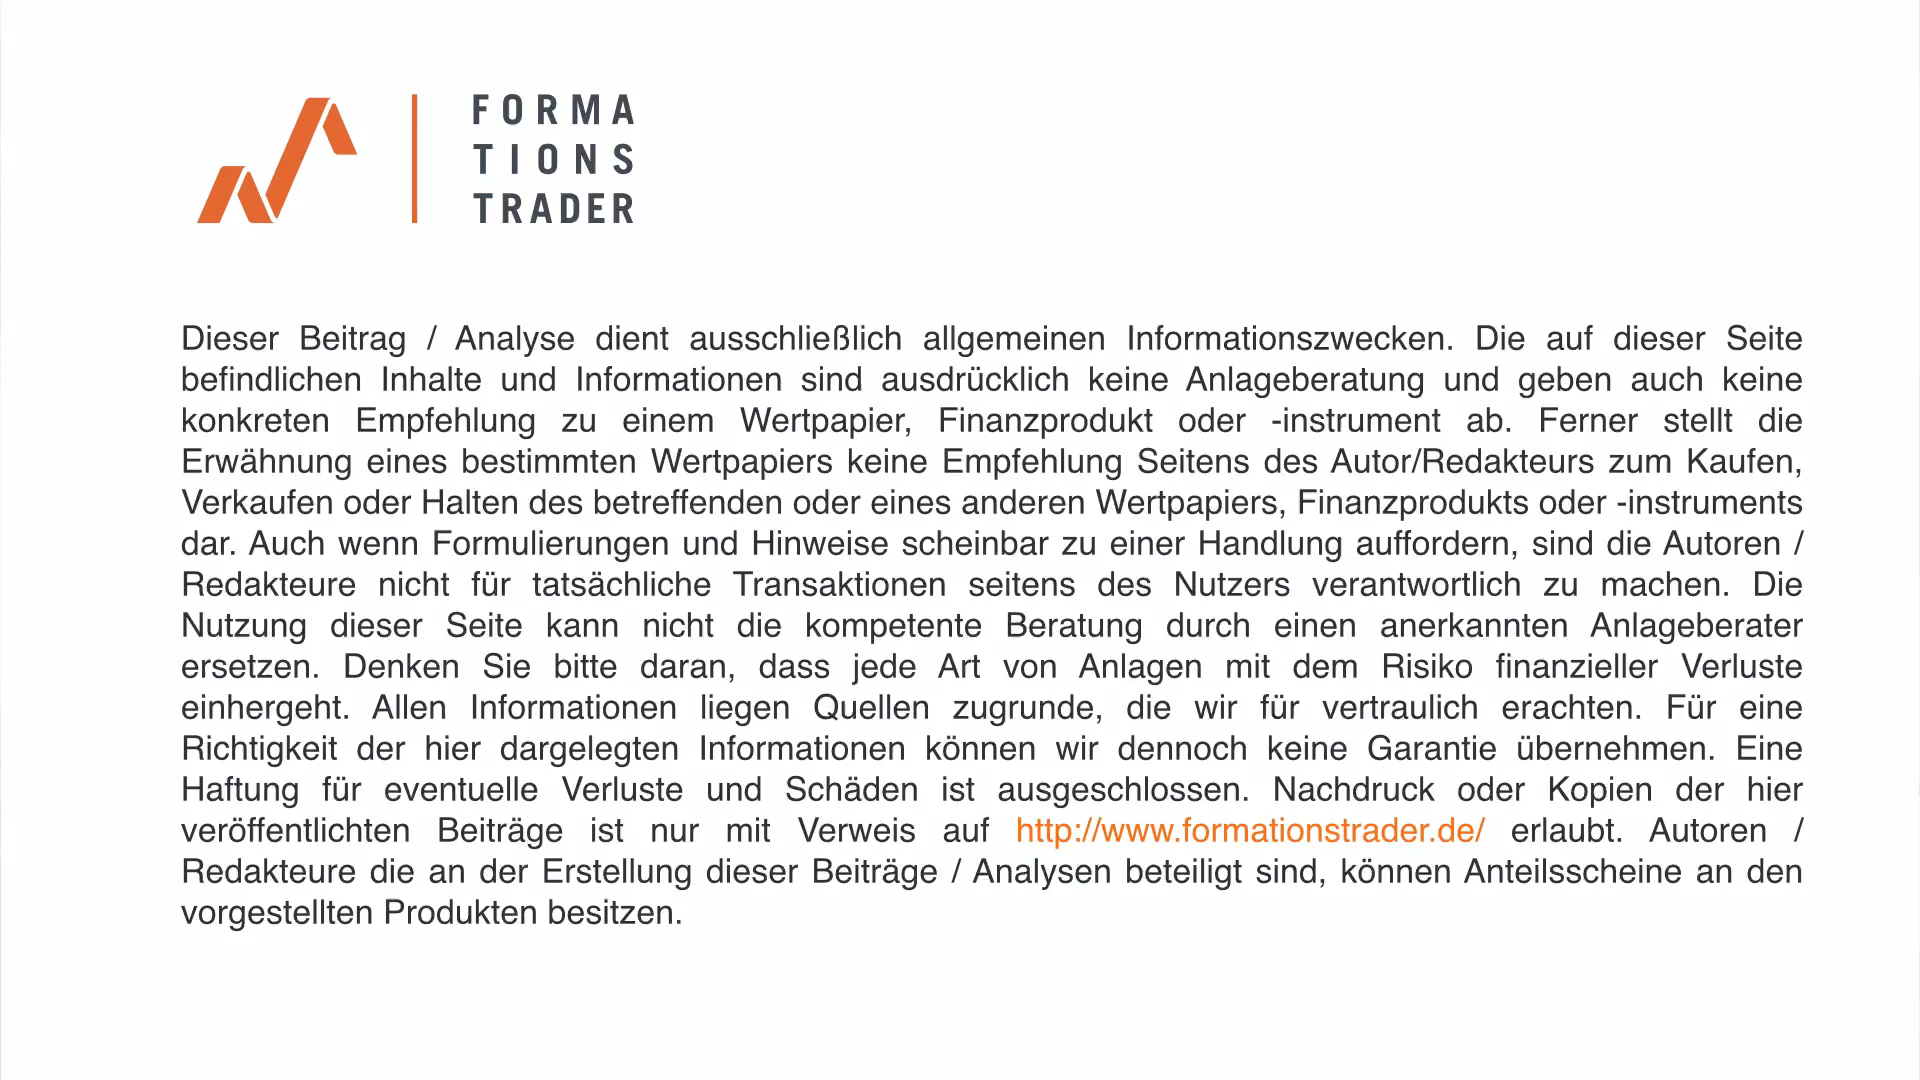 FORMA
TIONS
TRADER
Dieser Beitrag / Analyse dient ausschließlich allgemeinen Informationszwecken. Die auf dieser Seite
befindlichen Inhalte und Informationen sind ausdrücklich keine Anlageberatung und geben auch keine
konkreten Empfehlung zu einem Wertpapier, Finanzprodukt oder -instrument ab. Ferner stellt die
Erwähnung eines bestimmten Wertpapiers keine Empfehlung Seitens des Autor/Redakteurs zum Kaufen,
Verkaufen oder Halten des betreffenden oder eines anderen Wertpapiers, Finanzprodukts oder -instruments
dar. Auch wenn Formulierungen und Hinweise scheinbar zu einer Handlung auffordern, sind die Autoren /
Redakteure nicht für tatsächliche Transaktionen seitens des Nutzers verantwortlich zu machen. Die
Nutzung dieser Seite kann nicht die kompetente Beratung durch einen anerkannten Anlageberater
ersetzen. Denken Sie bitte daran, dass jede Art von Anlagen mit dem Risiko finanzieller Verluste
einhergeht. Allen Informationen liegen Quellen zugrunde, die wir für vertraulich erachten. Für eine
Richtigkeit der hier dargelegten Informationen können wir dennoch keine Garantie übernehmen. Eine
Haftung für eventuelle Verluste und Schäden ist ausgeschlossen. Nachdruck oder Kopien der hier
veröffentlichten Beiträge ist nur mit Verweis auf http://www.formationstrader.de/ erlaubt. Autoren /
Redakteure die an der Erstellung dieser Beiträge / Analysen beteiligt sind, können Anteilsscheine an den
vorgestellten Produkten besitzen.